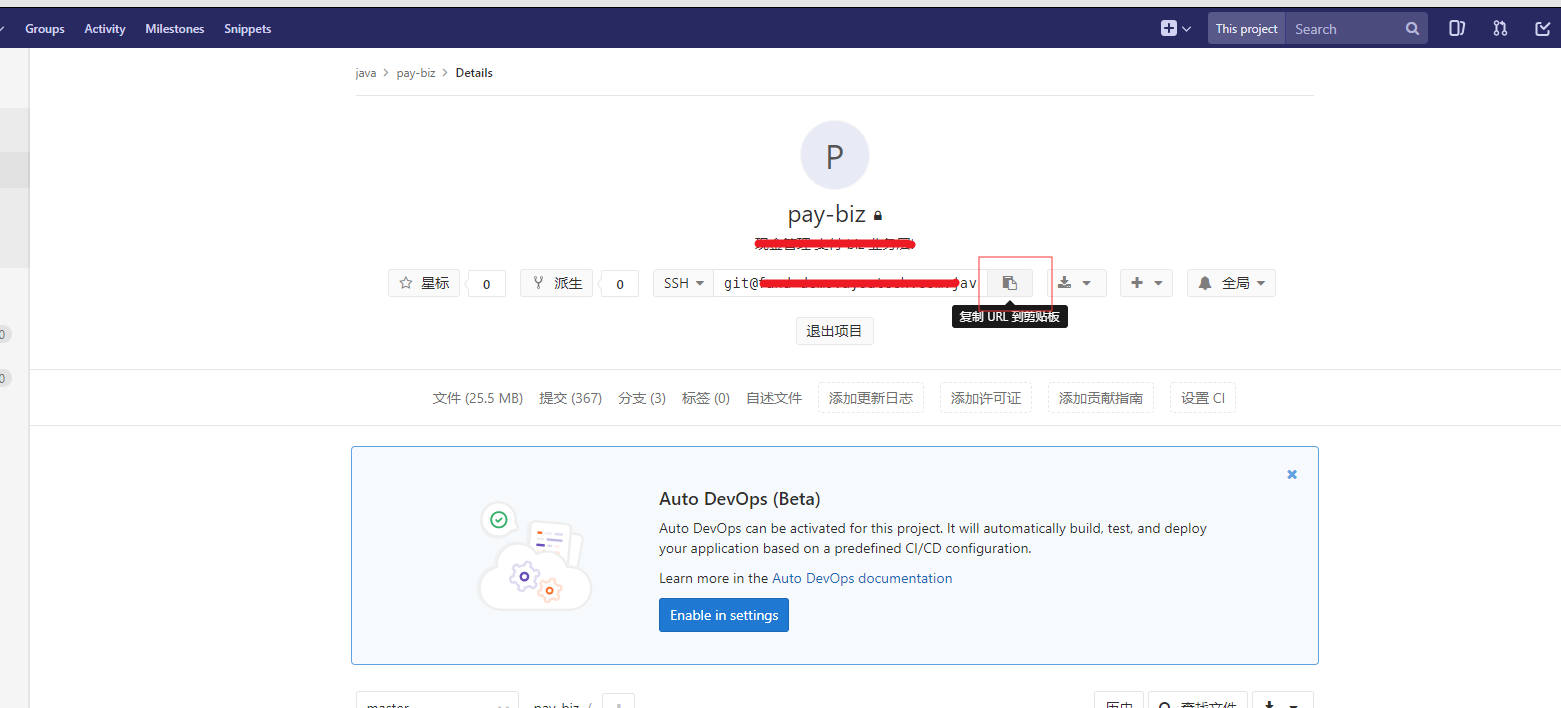 Groups Activity Milestones Snippets This project Search
java > pay-biz > Details
P
pay-biz
星标 0 派生 0 SSH git@ jav 全局
复制 URL 到剪贴板
退出项目
0
0
文件 (25.5 MB) 提交 (367) 分支 (3) 标签 (0) 自述文件 添加更新日志 添加许可证 添加贡献指南 设置 CI
Auto DevOps (Beta)
Auto DevOps can be activated for this project. It will automatically build, test, and deploy
your application based on a predefined CI/CD configuration.
Learn more in the Auto DevOps documentation
Enable in settings
master pay-biz / 历史 查找文件